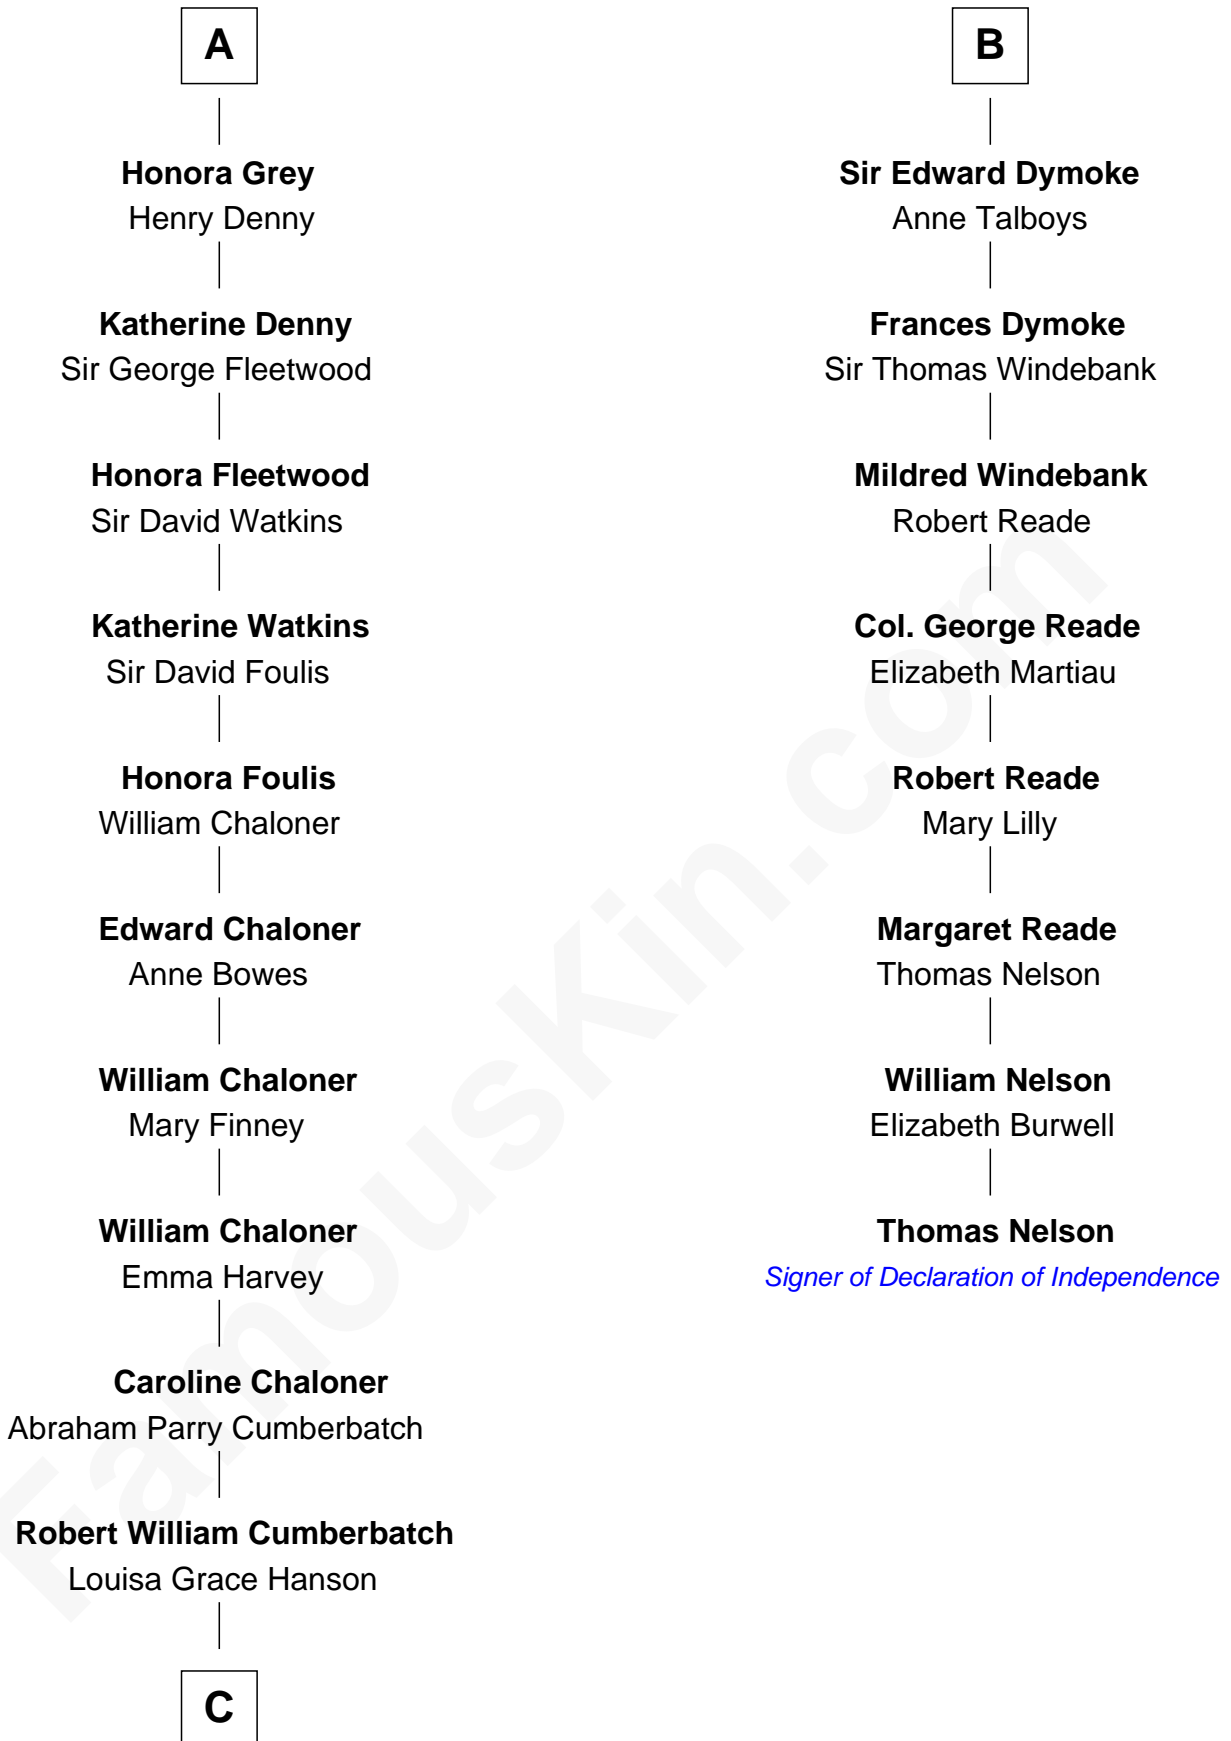 A
Honora Grey
Henry Denny
Katherine Denny
Sir George Fleetwood
Honora Fleetwood
Sir David Watkins
Katherine Watkins
Sir David Foulis
Honora Foulis
William Chaloner
Edward Chaloner
Anne Bowes
William Chaloner
Mary Finney
William Chaloner
Emma Harvey
Caroline Chaloner
Abraham Parry Cumberbatch
Robert William Cumberbatch
Louisa Grace Hanson
C
B
Sir Edward Dymoke
Anne Talboys
Frances Dymoke
Sir Thomas Windebank
Mildred Windebank
Robert Reade
Col. George Reade
Elizabeth Martiau
Robert Reade
Mary Lilly
Margaret Reade
Thomas Nelson
William Nelson
Elizabeth Burwell
Thomas Nelson
Signer of Declaration of Independence
FamousKin.com